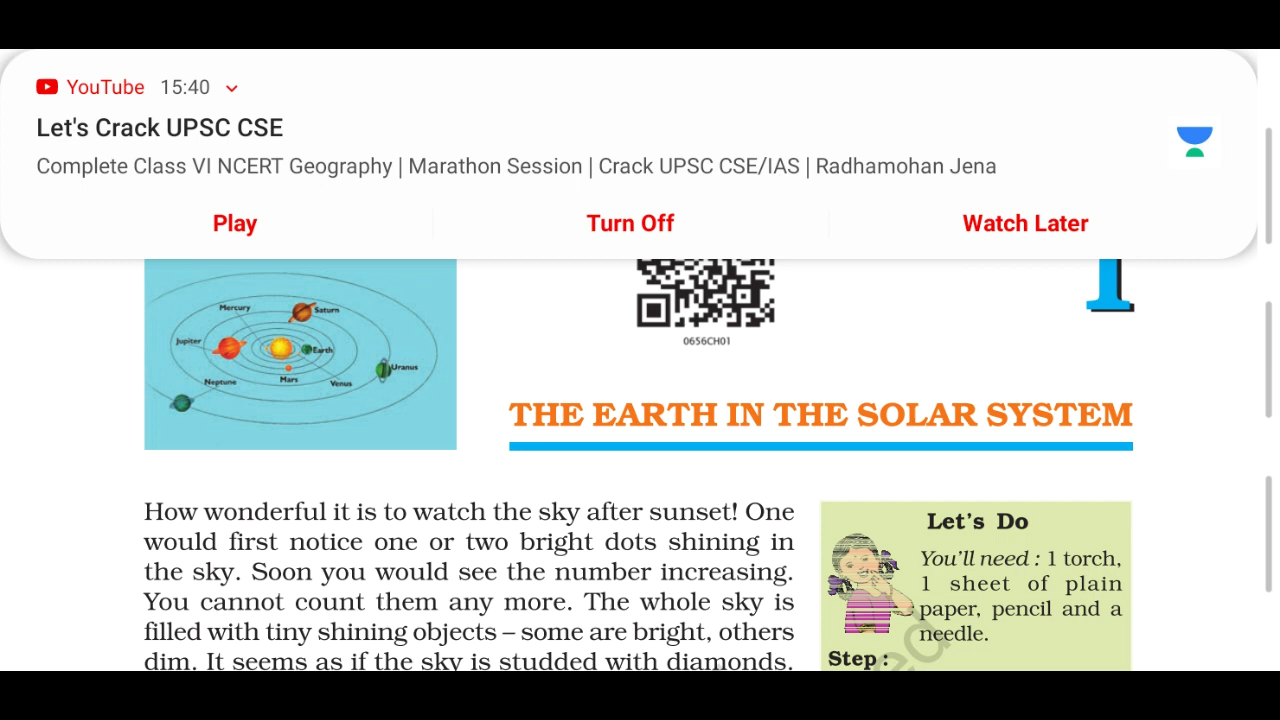 YouTube 15:40
Let's Crack UPSC CSE
Complete Class VI NCERT Geography | Marathon Session | Crack UPSC CSE/IAS | Radhamohan Jena
Play Turn Off Watch Later
1
Mercury
Saturn
Jupiter
Earth
Uranus
Neptune
Mars
Venus
0656CH01
THE EARTH IN THE SOLAR SYSTEM
How wonderful it is to watch the sky after sunset! One
would first notice one or two bright dots shining in
the sky. Soon you would see the number increasing.
You cannot count them any more. The whole sky is
filled with tiny shining objects – some are bright, others
dim. It seems as if the sky is studded with diamonds.
Let's Do
You'll need : 1 torch,
1 sheet of plain
paper, pencil and a
needle.
Step :